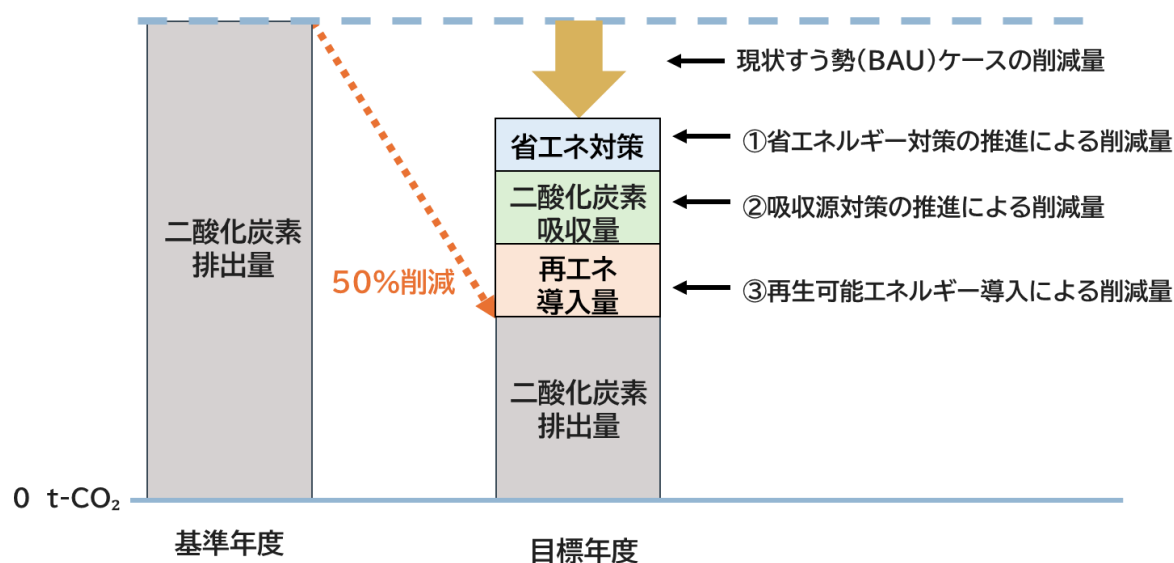 現状すう勢(BAU)ケースの削減量
省エネ対策
①省エネルギー対策の推進による削減量
二酸化炭素
吸収量
②吸収源対策の推進による削減量
二酸化炭素
排出量
50%削減
再エネ
導入量
③再生可能エネルギー導入による削減量
二酸化炭素
排出量
0 t-CO₂
基準年度
目標年度